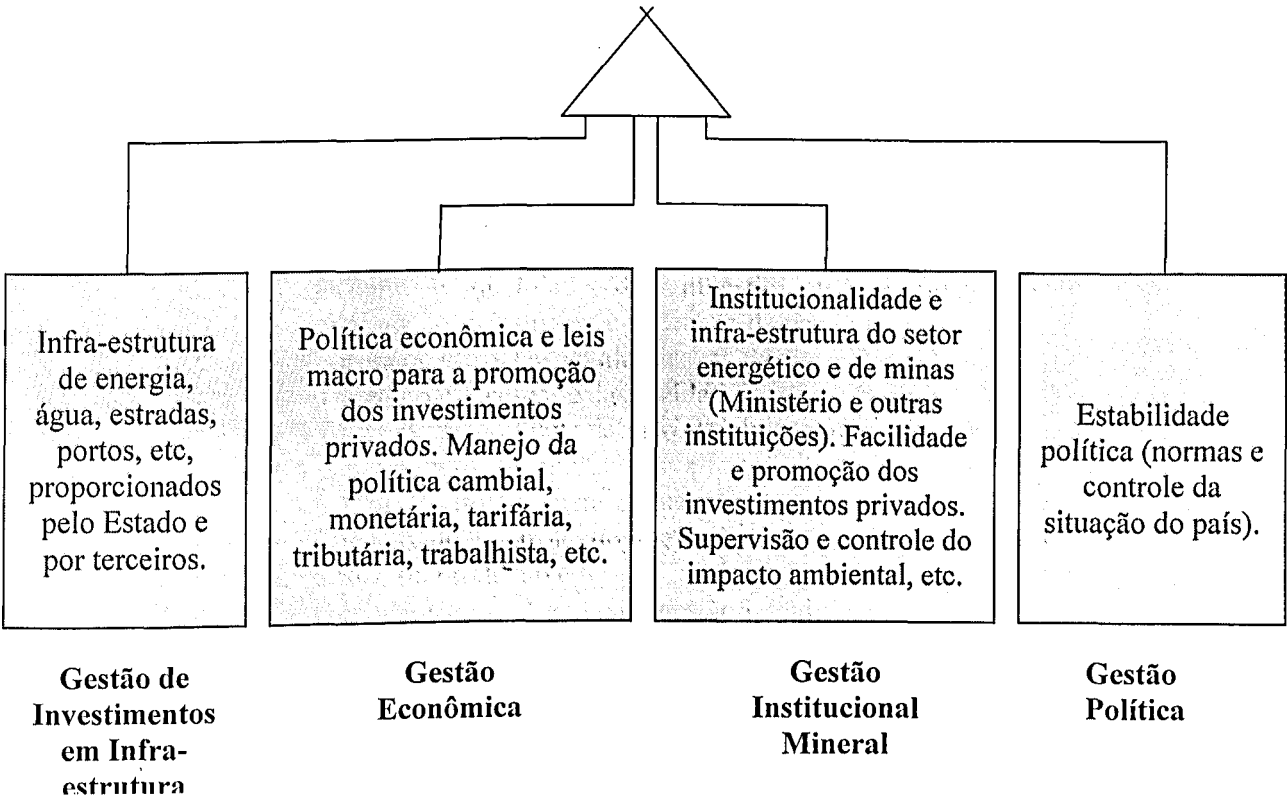 Infra-estrutura
de energia,
água, estradas,
portos, etc,
proporcionados
pelo Estado e
por terceiros.
Política econômica e leis
macro para a promoção
dos investimentos
privados. Manejo da
política cambial,
monetária, tarifária,
tributária, trabalhista, etc.
Institucionalidade e
infra-estrutura do setor
energético e de minas
(Ministério e outras
instituições). Facilidade
e promoção dos
investimentos privados.
Supervisão e controle do
impacto ambiental, etc.
Estabilidade
política (normas e
controle da
situação do país).
Gestão de
Investimentos
em Infra-
estrutura
Gestão
Econômica
Gestão
Institucional
Mineral
Gestão
Política